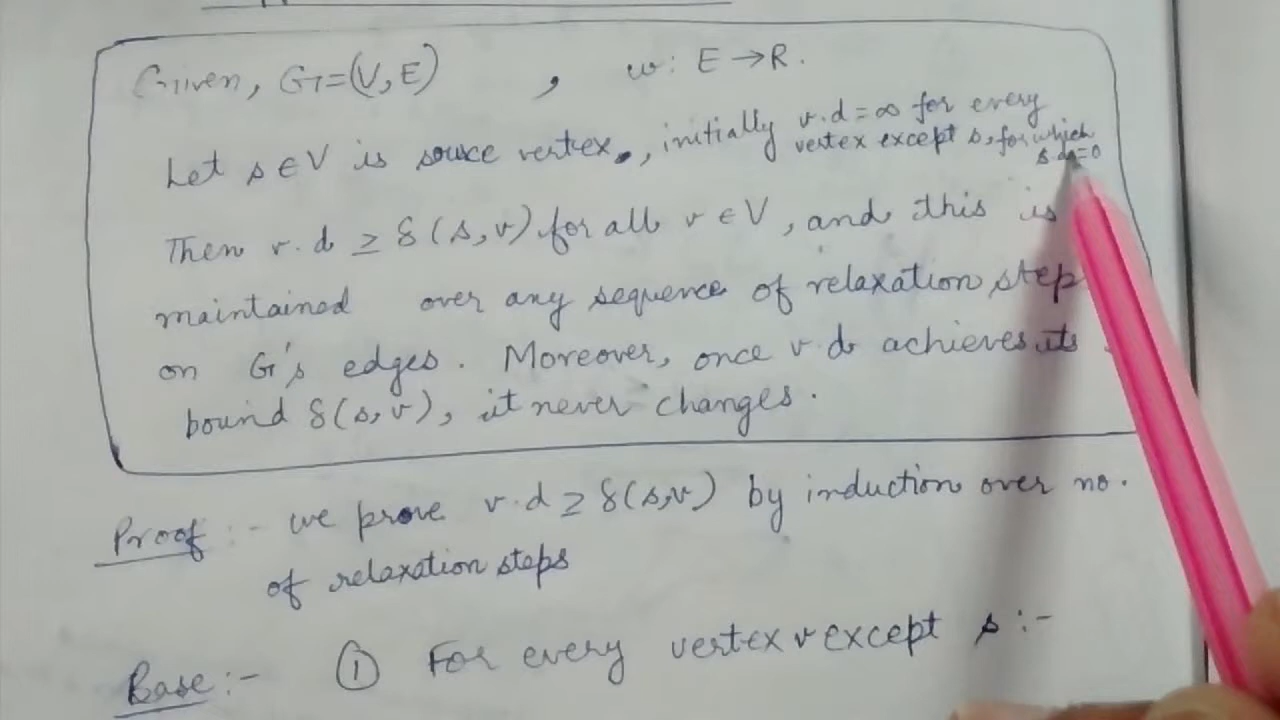 Given, G=(V,E) , w: E→R.
Let s∈V is souce vertex., initially v.d=∞ for every
vertex except s, for which
s.d=0
Then v.d ≥ δ(s,v) for all v∈V, and this is
maintained over any sequence of relaxation step
on G's edges. Moreover, once v.d achieves its
bound δ(s,v), it never changes.
Proof :- we prove v.d ≥ δ(s,v) by induction over no.
of relaxation steps
Base :- ① For every vertex v except s :-